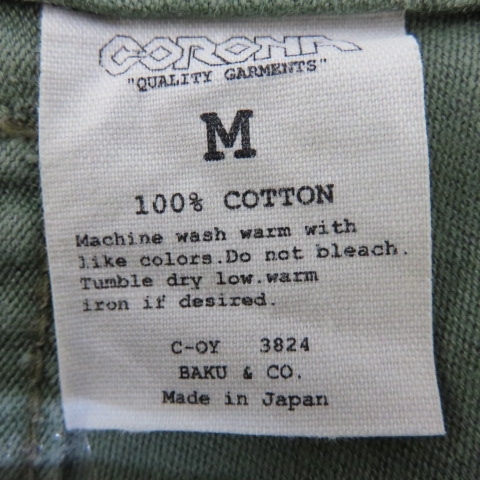 CORONA
"QUALITY GARMENTS"
M
100% COTTON
Machine wash warm with
like colors.Do not bleach.
Tumble dry low.warm
iron if desired.
C-OY 3824
BAKU & CO.
Made in Japan